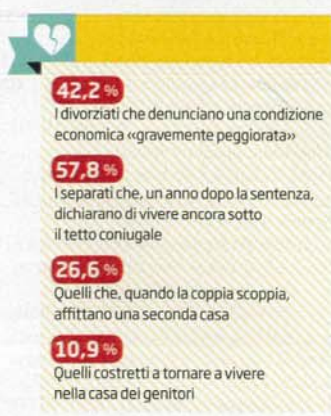 42,2 %
I divorziati che denunciano una condizione
economica «gravemente peggiorata»
57,8 %
I separati che, un anno dopo la sentenza,
dichiarano di vivere ancora sotto
il tetto coniugale
26,6 %
Quelli che, quando la coppia scoppia,
affittano una seconda casa
10,9 %
Quelli costretti a tornare a vivere
nella casa dei genitori